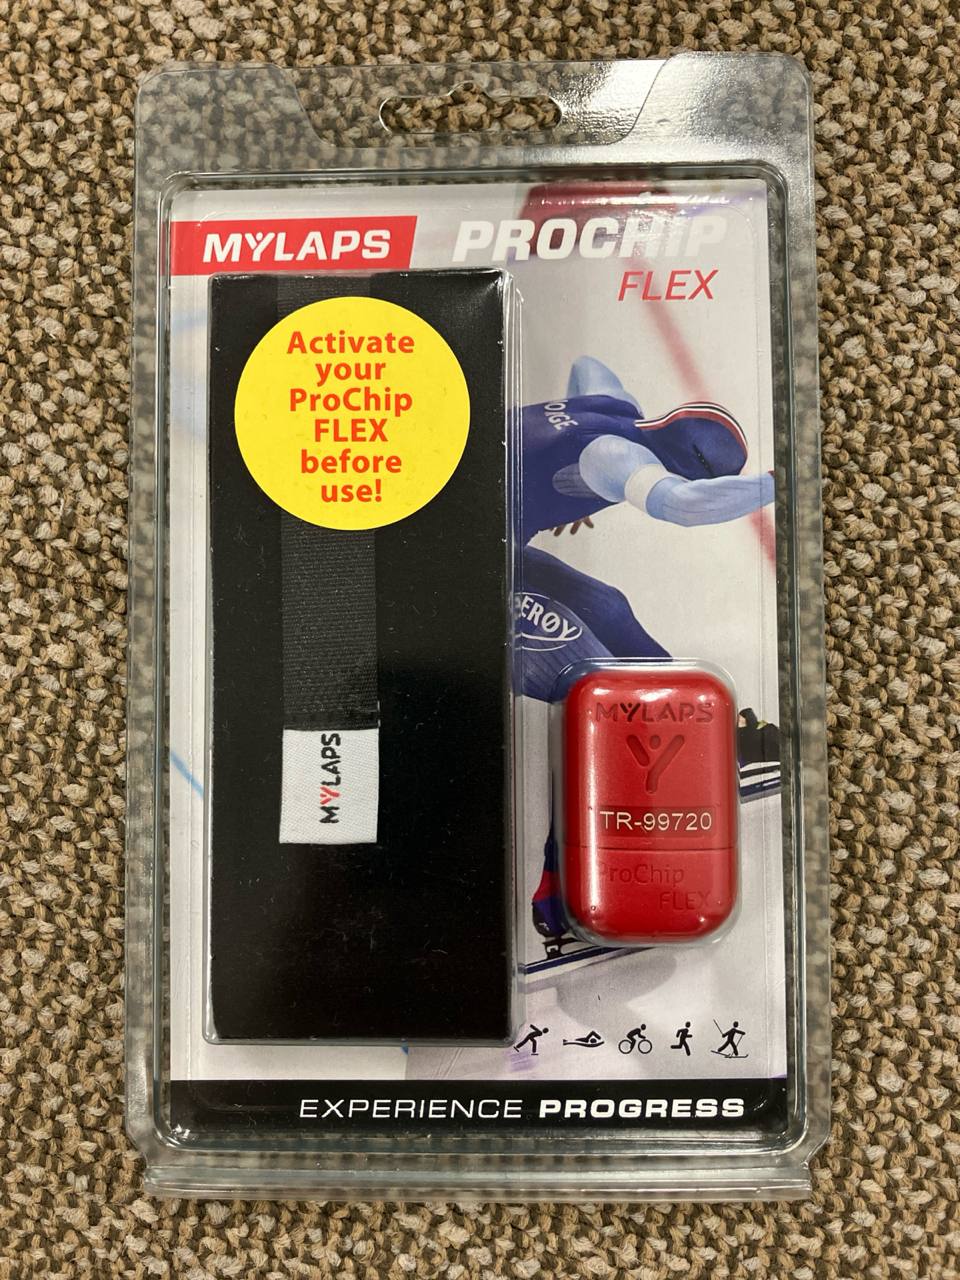 MYLAPS
PROCHIP
FLEX
Activate
your
ProChip
FLEX
before
use!
MYLAPS
MYLAPS
TR-99720
ProChip
FLEX
EXPERIENCE PROGRESS